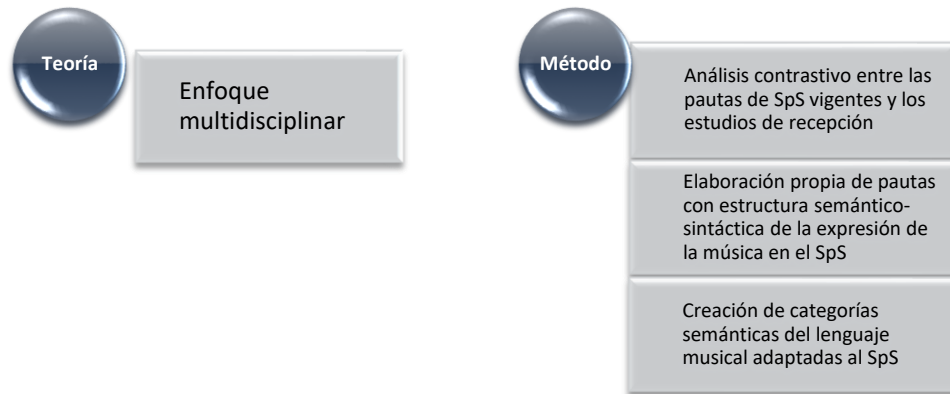 Teoría
Enfoque
multidisciplinar
Método
Análisis contrastivo entre las
pautas de SpS vigentes y los
estudios de recepción
Elaboración propia de pautas
con estructura semántico-
sintáctica de la expresión de
la música en el SpS
Creación de categorías
semánticas del lenguaje
musical adaptadas al SpS